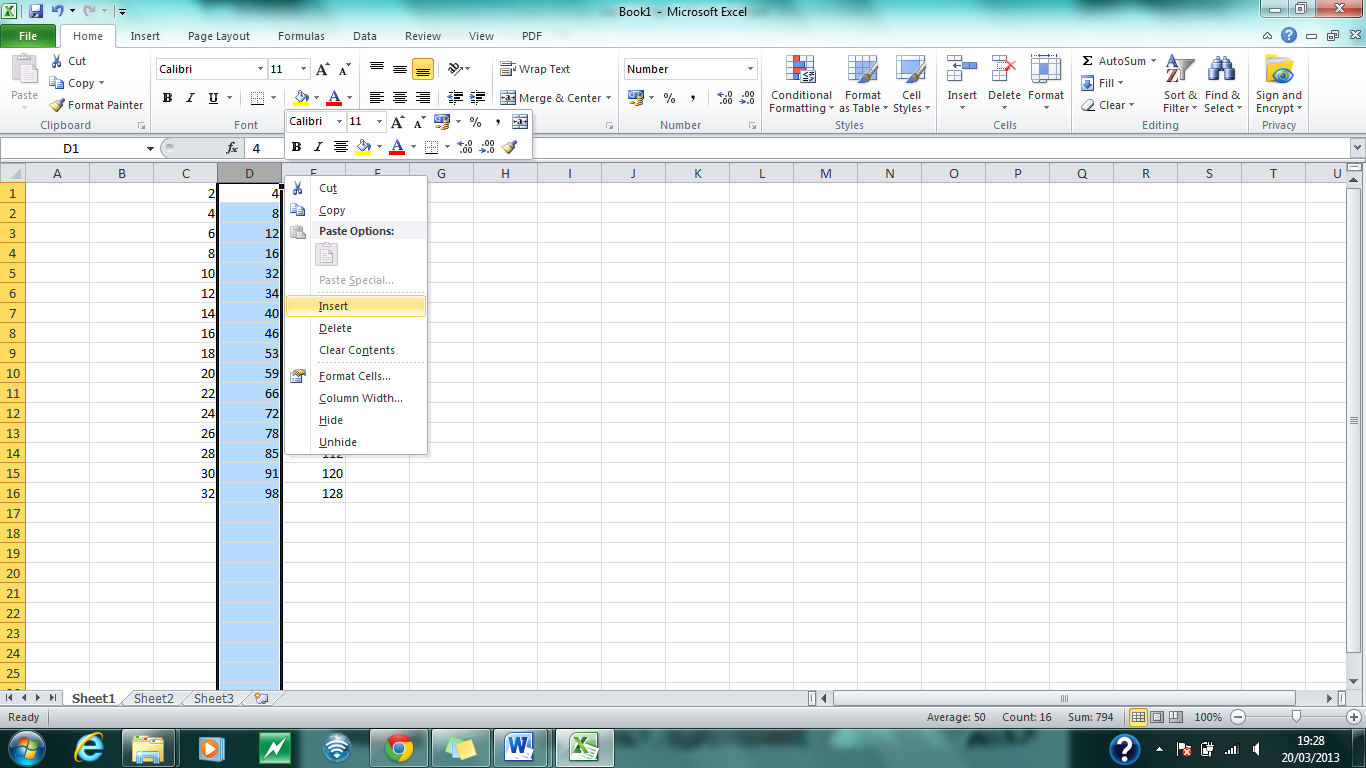 Book1 - Microsoft Excel
File Home Insert Page Layout Formulas Data Review View PDF
Paste
Cut
Copy
Format Painter
Clipboard
Calibri 11 A A
B I U A
Font
Wrap Text
Merge & Center
Number
% , .00 .0
Number
Conditional Formatting
Format as Table
Cell Styles
Styles
Insert Delete Format
Cells
Σ AutoSum
Fill
Clear
Sort & Filter
Find & Select
Editing
Sign and Encrypt
Privacy
Calibri 11 A A % ,
B I A
D1 fx 4
A B C D E F G H I J K L M N O P Q R S T U
1 2 4
2 4 8
3 6 12
4 8 16
5 10 32
6 12 34
7 14 40
8 16 46
9 18 53
10 20 59
11 22 66
12 24 72
13 26 78
14 28 85 112
15 30 91 120
16 32 98 128
17
18
19
20
21
22
23
24
25
Cut
Copy
Paste Options:
Paste Special...
Insert
Delete
Clear Contents
Format Cells...
Column Width...
Hide
Unhide
Sheet1 Sheet2 Sheet3
Ready Average: 50 Count: 16 Sum: 794 100%
19:28
20/03/2013